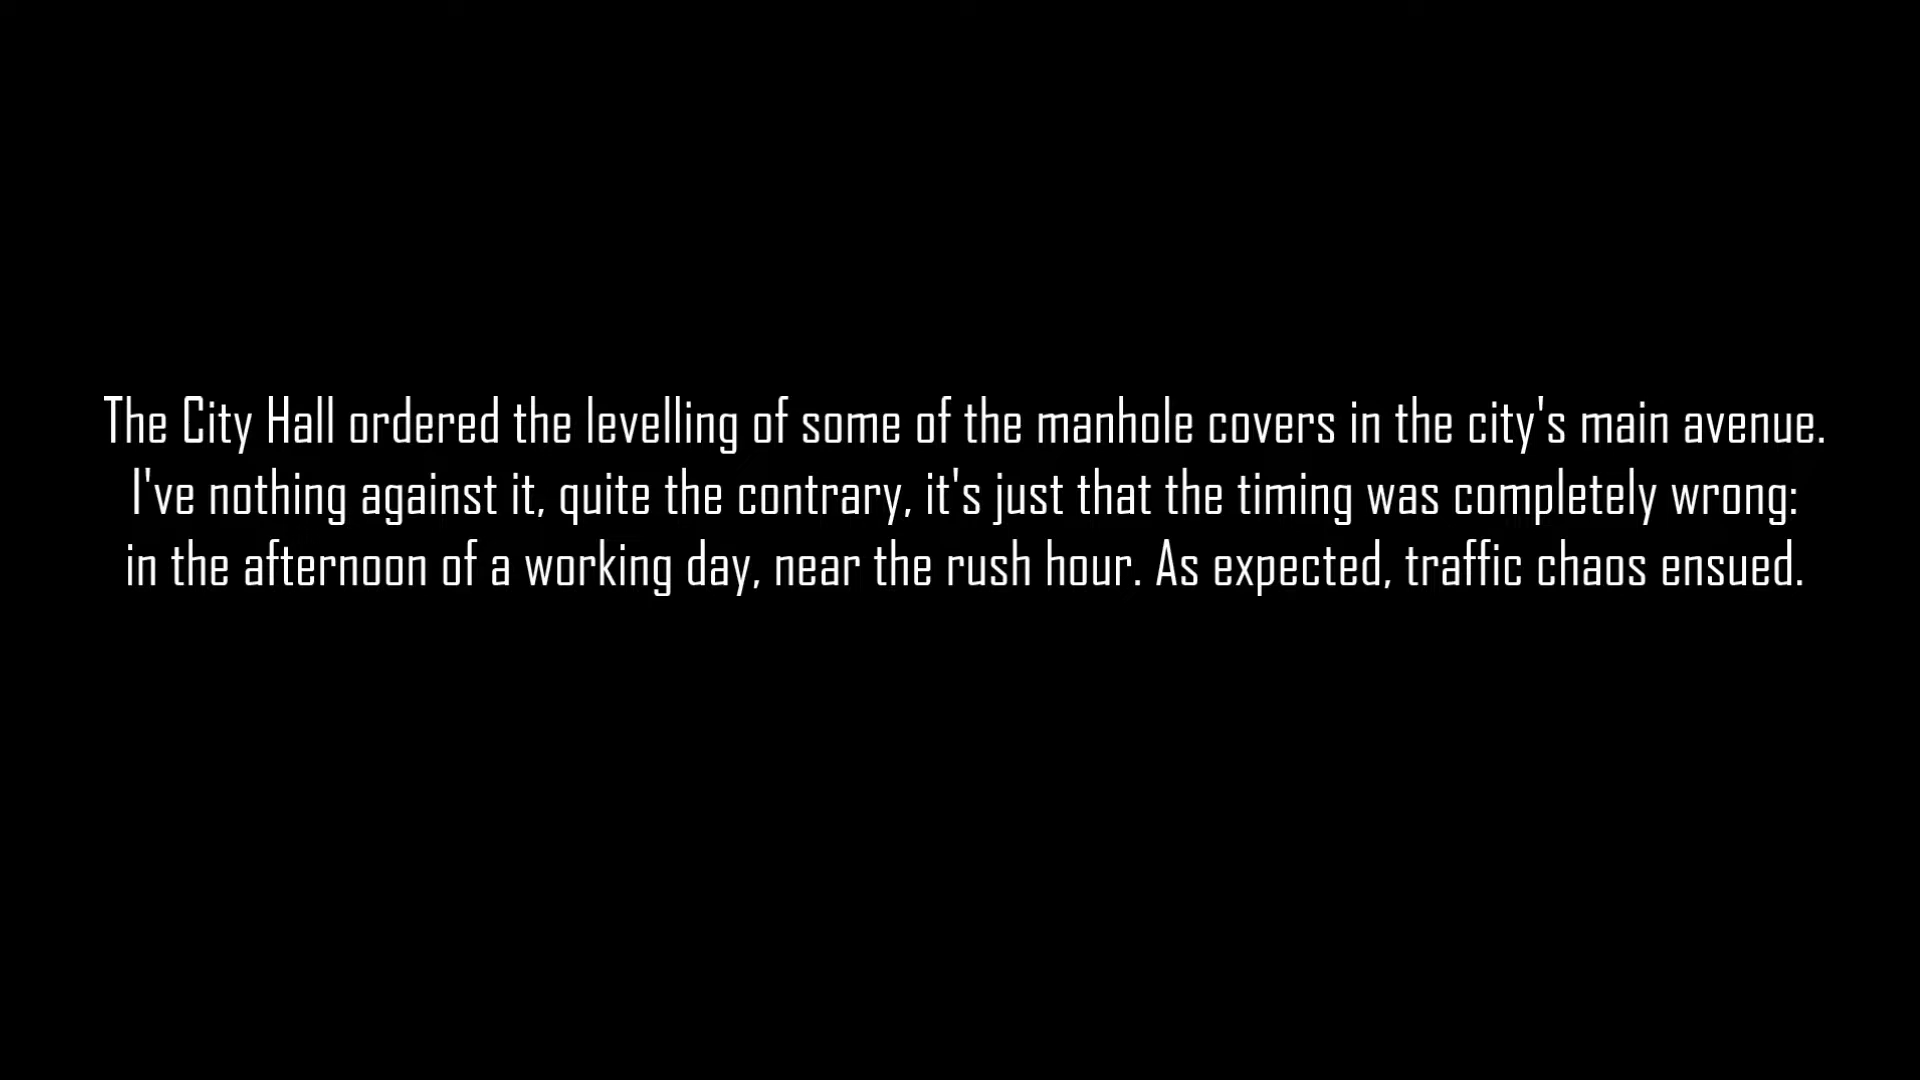 The City Hall ordered the levelling of some of the manhole covers in the city's main avenue.
I've nothing against it, quite the contrary, it's just that the timing was completely wrong:
in the afternoon of a working day, near the rush hour. As expected, traffic chaos ensued.